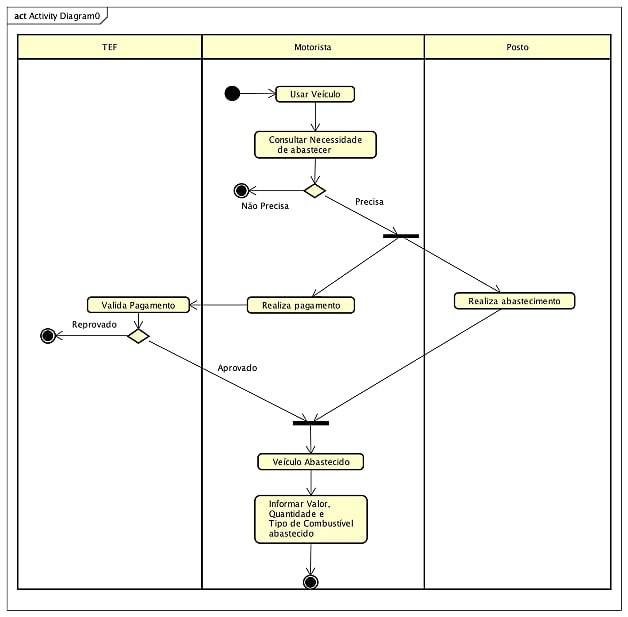 act Activity Diagram0
TEF
Motorista
Posto
Usar Veículo
Consultar Necessidade
de abastecer
Não Precisa
Precisa
Valida Pagamento
Realiza pagamento
Realiza abastecimento
Reprovado
Aprovado
Veículo Abastecido
Informar Valor,
Quantidade e
Tipo de Combustível
abastecido